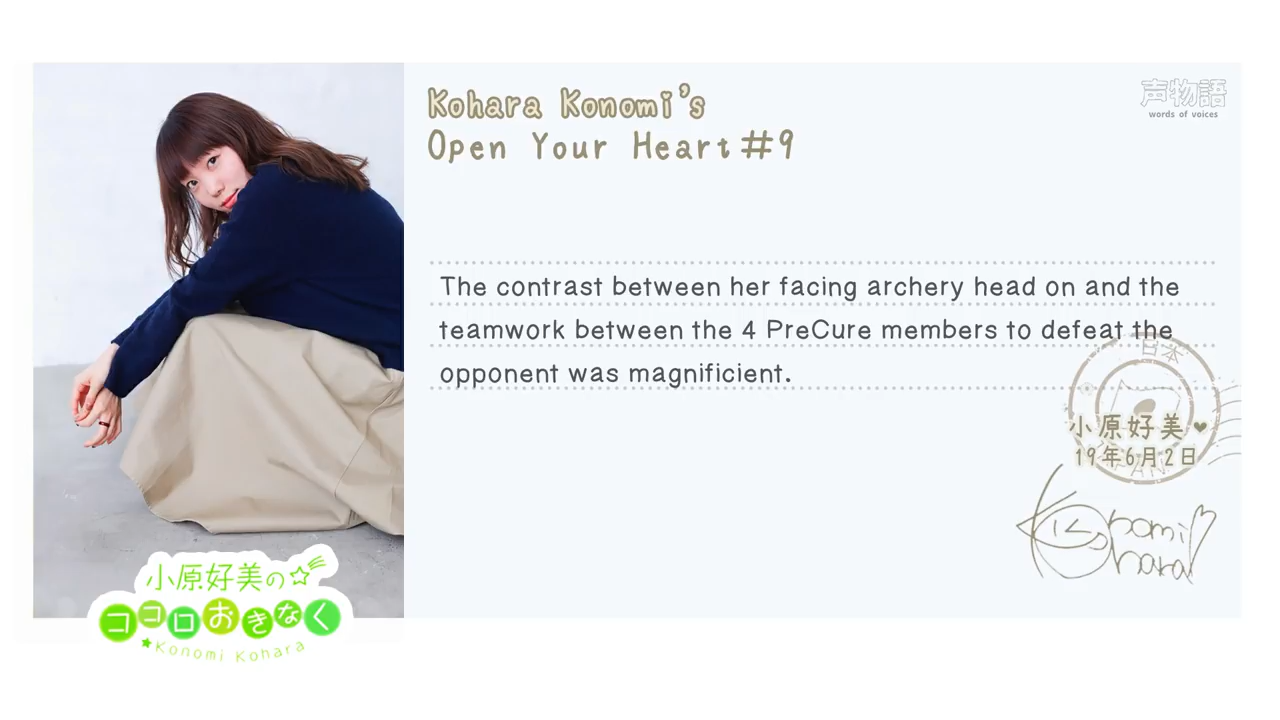 Kohara Konomi's
Open Your Heart #9
声物語
words of voices
The contrast between her facing archery head on and the
teamwork between the 4 PreCure members to defeat the
opponent was magnificient.
日本
小原好美❤
19年6月2日
Konomi
Kohara
小原好美の☆
ココロおきなく
★Konomi Kohara